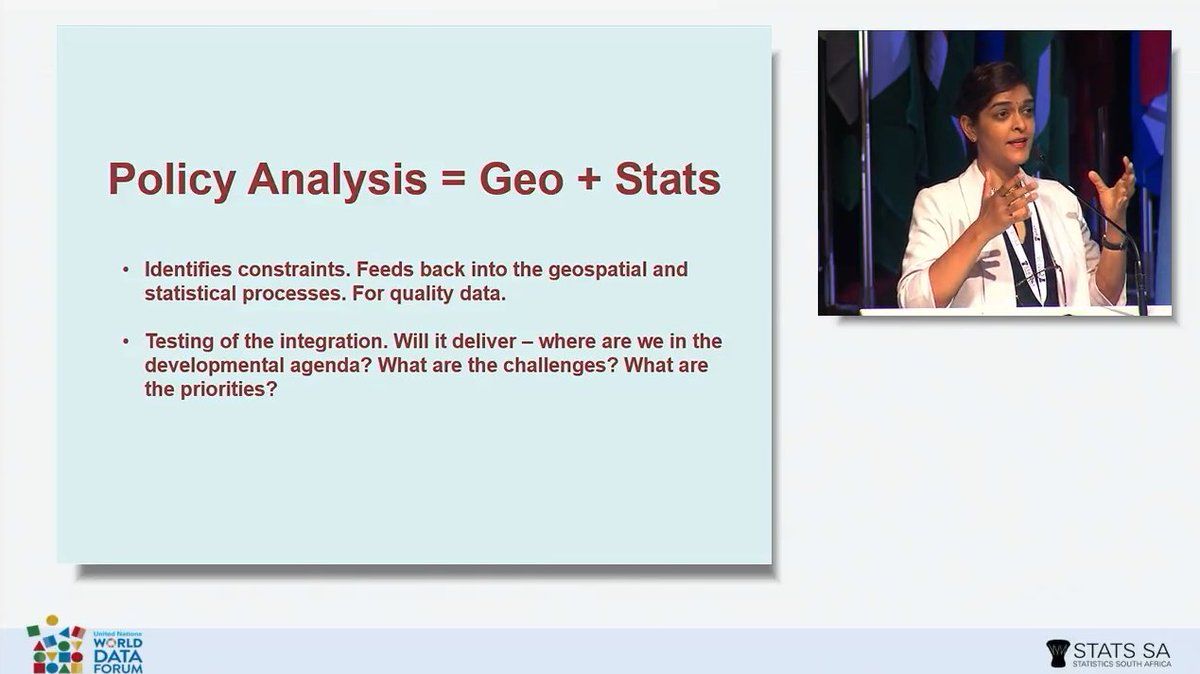 Policy Analysis = Geo + Stats
• Identifies constraints. Feeds back into the geospatial and
statistical processes. For quality data.
• Testing of the integration. Will it deliver – where are we in the
developmental agenda? What are the challenges? What are
the priorities?
United Nations
WORLD
DATA
FORUM
STATS SA
STATISTICS SOUTH AFRICA